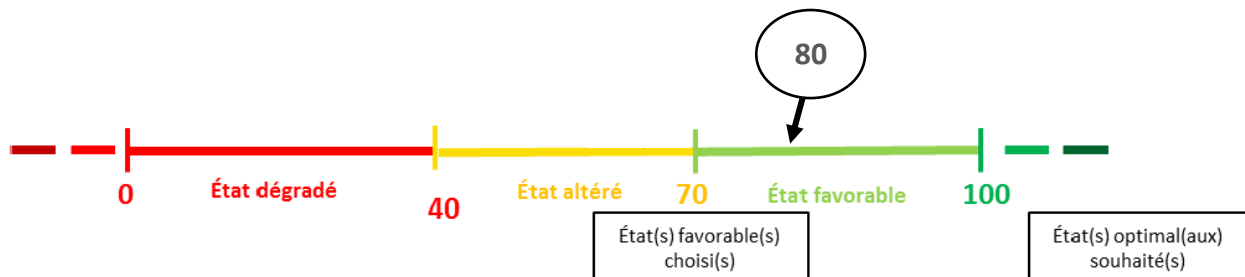 80
0
État dégradé
40
État altéré
70
État favorable
100
État(s) favorable(s)
choisi(s)
État(s) optimal(aux)
souhaité(s)